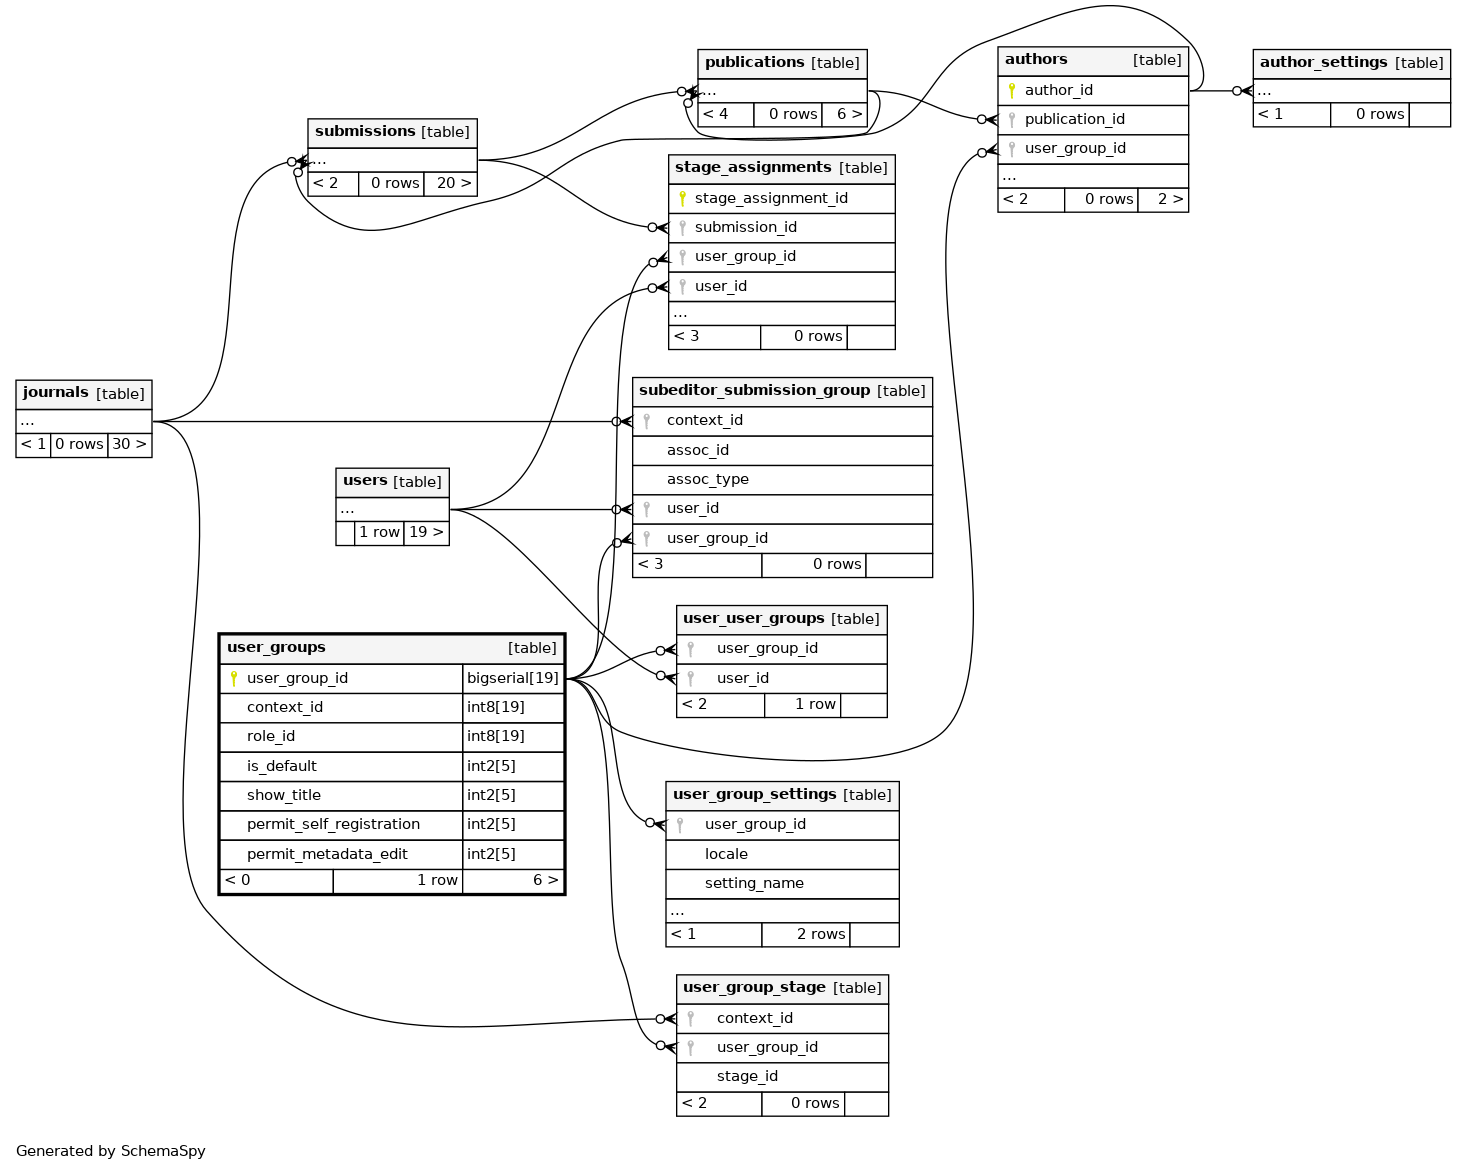 publications [table]
...
< 4 0 rows 6 >
authors [table]
author_id
publication_id
user_group_id
...
< 2 0 rows 2 >
author_settings [table]
...
< 1 0 rows
submissions [table]
...
< 2 0 rows 20 >
stage_assignments [table]
stage_assignment_id
submission_id
user_group_id
user_id
...
< 3 0 rows
journals [table]
...
< 1 0 rows 30 >
subeditor_submission_group [table]
context_id
assoc_id
assoc_type
user_id
user_group_id
< 3 0 rows
users [table]
...
1 row 19 >
user_user_groups [table]
user_group_id
user_id
< 2 1 row
user_groups [table]
user_group_id bigserial[19]
context_id int8[19]
role_id int8[19]
is_default int2[5]
show_title int2[5]
permit_self_registration int2[5]
permit_metadata_edit int2[5]
< 0 1 row 6 >
user_group_settings [table]
user_group_id
locale
setting_name
...
< 1 2 rows
user_group_stage [table]
context_id
user_group_id
stage_id
< 2 0 rows
Generated by SchemaSpy